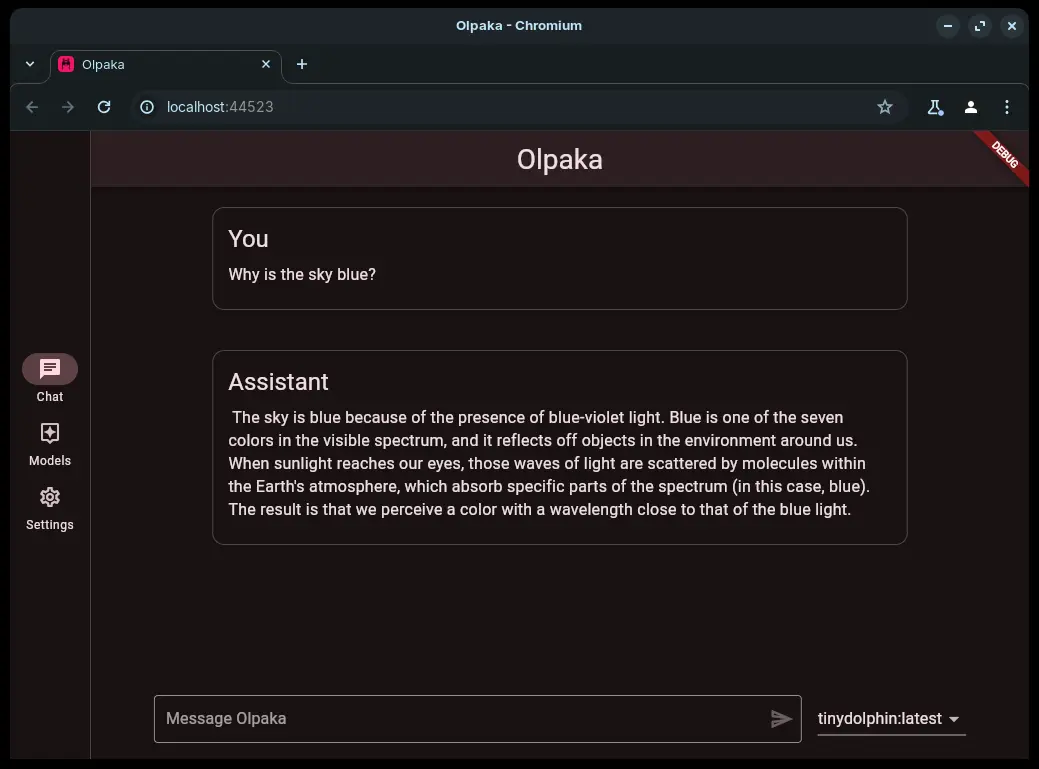 Olpaka - Chromium
Olpaka
localhost:44523
Olpaka
DEBUG
You
Why is the sky blue?
Assistant
The sky is blue because of the presence of blue-violet light. Blue is one of the seven
colors in the visible spectrum, and it reflects off objects in the environment around us.
When sunlight reaches our eyes, those waves of light are scattered by molecules within
the Earth's atmosphere, which absorb specific parts of the spectrum (in this case, blue).
The result is that we perceive a color with a wavelength close to that of the blue light.
Chat
Models
Settings
Message Olpaka
tinydolphin:latest